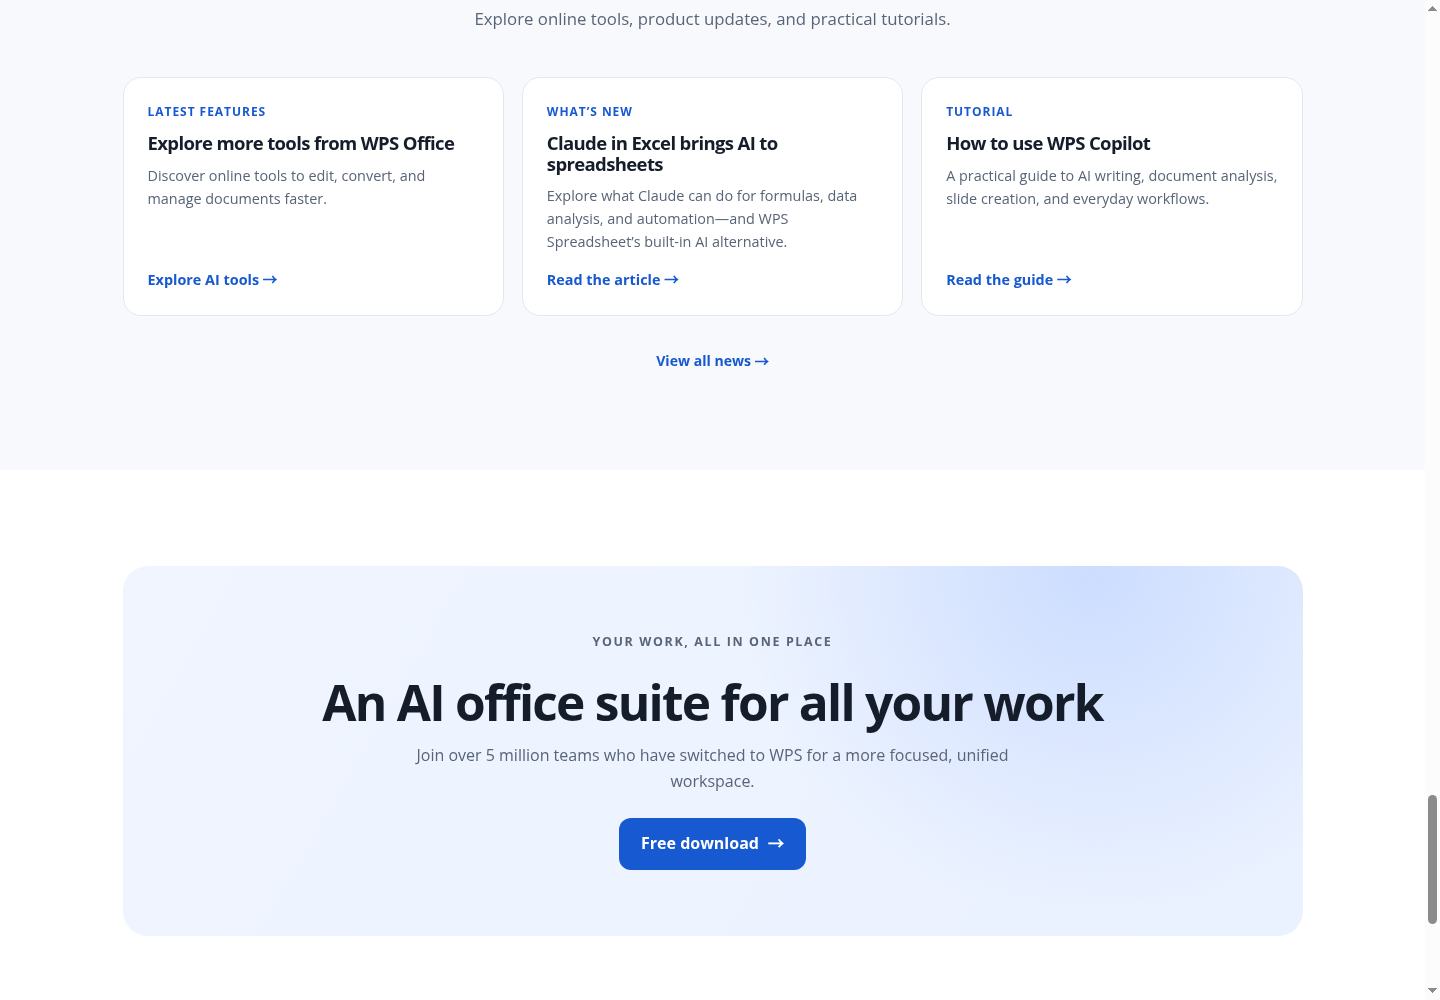 Explore online tools, product updates, and practical tutorials.
LATEST FEATURES
Explore more tools from WPS Office
Discover online tools to edit, convert, and
manage documents faster.
Explore AI tools →
WHAT’S NEW
Claude in Excel brings AI to
spreadsheets
Explore what Claude can do for formulas, data
analysis, and automation—and WPS
Spreadsheet’s built-in AI alternative.
Read the article →
TUTORIAL
How to use WPS Copilot
A practical guide to AI writing, document analysis,
slide creation, and everyday workflows.
Read the guide →
View all news →
YOUR WORK, ALL IN ONE PLACE
An AI office suite for all your work
Join over 5 million teams who have switched to WPS for a more focused, unified
workspace.
Free download →